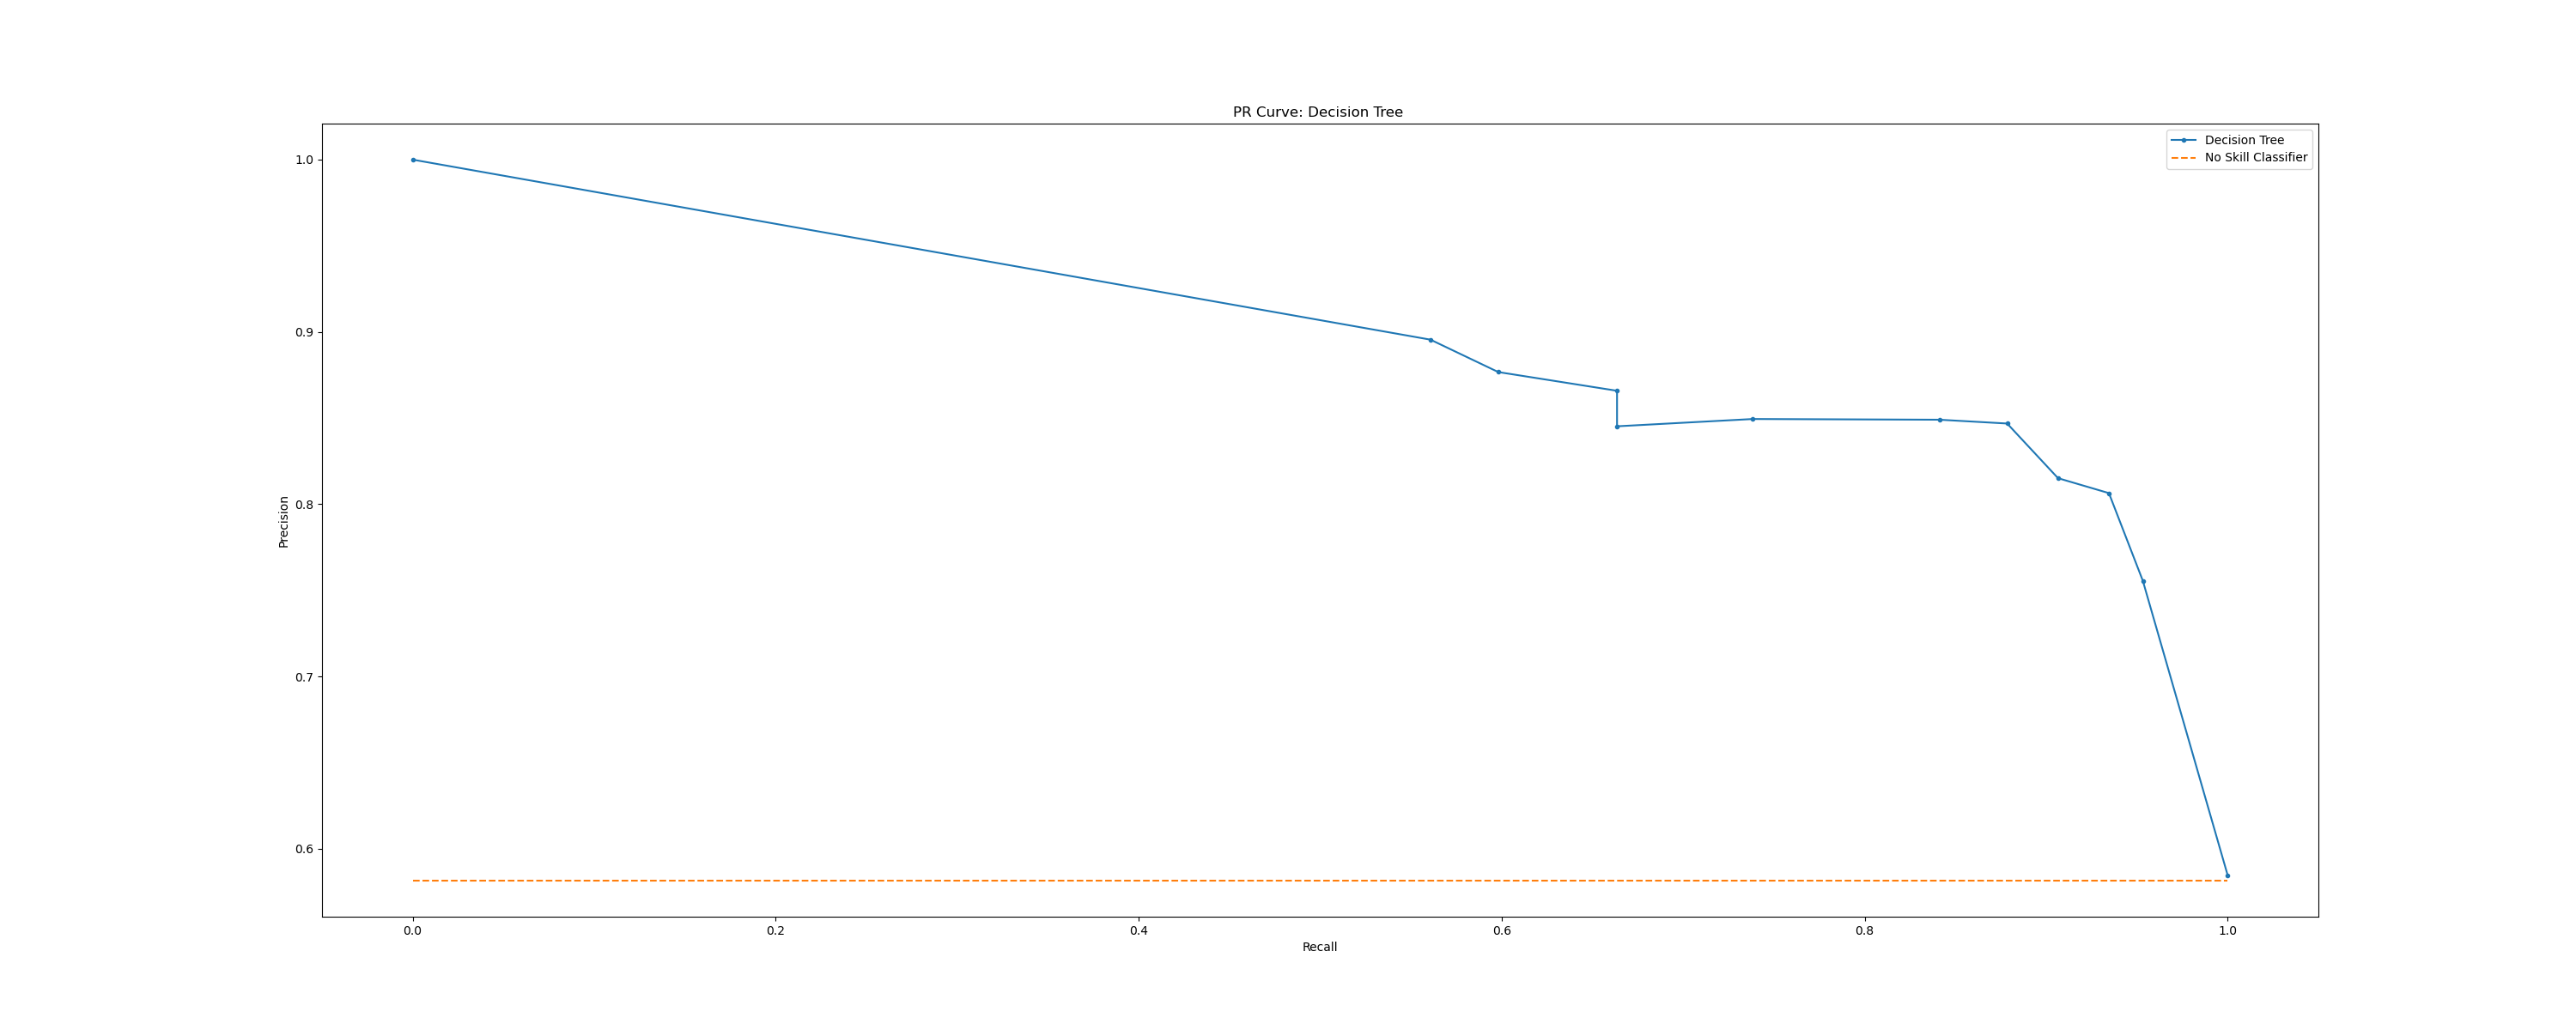 PR Curve: Decision Tree
Decision Tree
No Skill Classifier
1.0
0.9
0.8
0.7
0.6
Precision
0.0 0.2 0.4 0.6 0.8 1.0
Recall